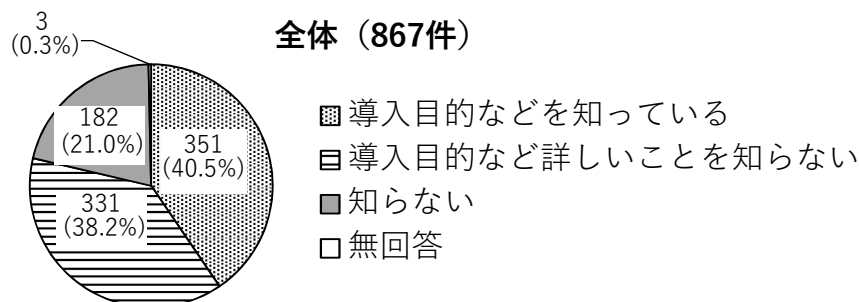 3
(0.3%)
全体（867件）
182
(21.0%)
351
(40.5%)
331
(38.2%)
導入目的などを知っている
導入目的など詳しいことを知らない
知らない
無回答